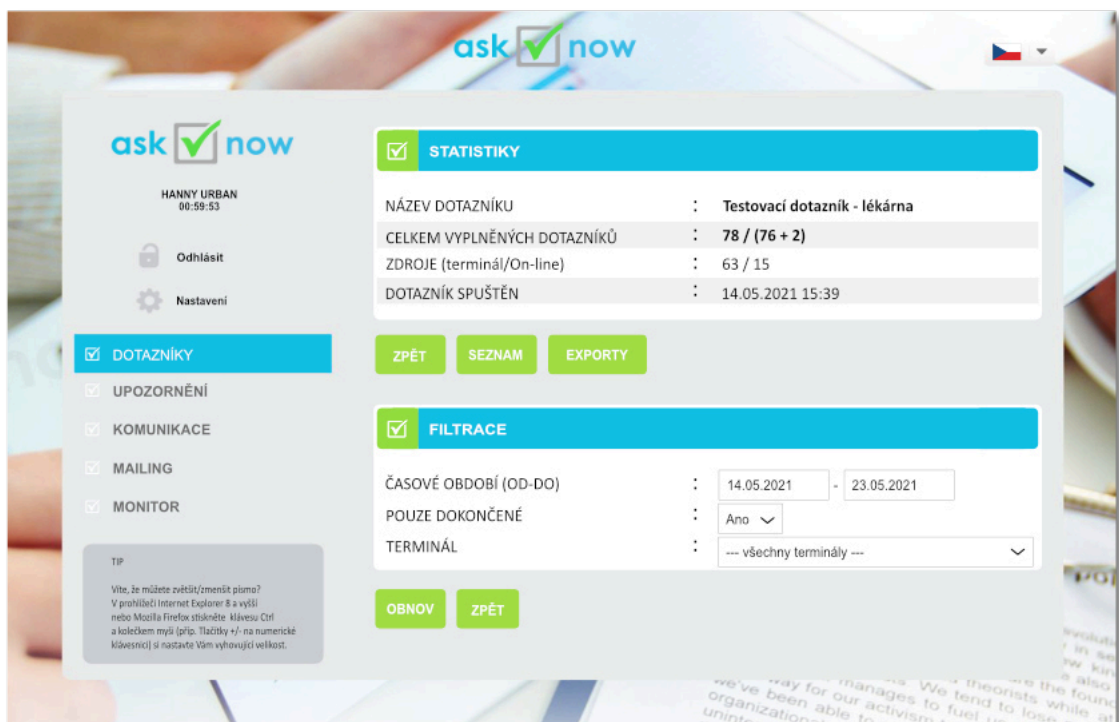 ask now
ask now
HANNY URBAN
00:59:53
Odhlásit
Nastavení
DOTAZNÍKY
UPOZORNĚNÍ
KOMUNIKACE
MAILING
MONITOR
TIP
Víte, že můžete zvětšit/zmenšit písmo?
V prohlížeči Internet Explorer 8 a vyšší
nebo Mozilla Firefox stiskněte klávesu Ctrl
a kolečkem myši (příp. Tlačítky +/- na numerické
klávesnici) si nastavte Vám vyhovující velikost.
STATISTIKY
NÁZEV DOTAZNÍKU : Testovací dotazník - lékárna
CELKEM VYPLNĚNÝCH DOTAZNÍKŮ : 78 / (76 + 2)
ZDROJE (terminál/On-line) : 63 / 15
DOTAZNÍK SPUŠTĚN : 14.05.2021 15:39
ZPĚT SEZNAM EXPORTY
FILTRACE
ČASOVÉ OBDOBÍ (OD-DO) : 14.05.2021 - 23.05.2021
POUZE DOKONČENÉ : Ano
TERMINÁL : --- všechny terminály ---
OBNOV ZPĚT